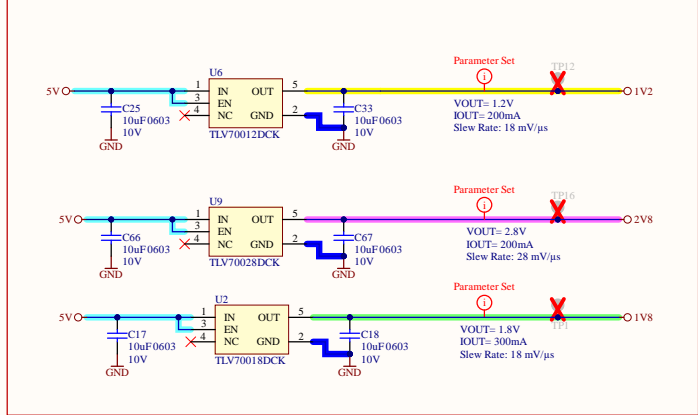 Parameter Set
TP12
U6
5V
1
IN
OUT
5
1V2
3
EN
C25
4
NC
GND
2
C33
10uF0603
10V
GND
TLV70012DCK
10uF0603
10V
GND
VOUT= 1.2V
IOUT= 200mA
Slew Rate: 18 mV/µs
Parameter Set
TP16
U9
5V
1
IN
OUT
5
2V8
3
EN
C66
4
NC
GND
2
C67
10uF0603
10V
GND
TLV70028DCK
10uF0603
10V
GND
VOUT= 2.8V
IOUT= 200mA
Slew Rate: 28 mV/µs
Parameter Set
U2
5V
1
IN
OUT
5
1V8
TP1
3
EN
C17
4
NC
GND
2
C18
10uF0603
10V
GND
TLV70018DCK
10uF0603
10V
GND
VOUT= 1.8V
IOUT= 300mA
Slew Rate: 18 mV/µs